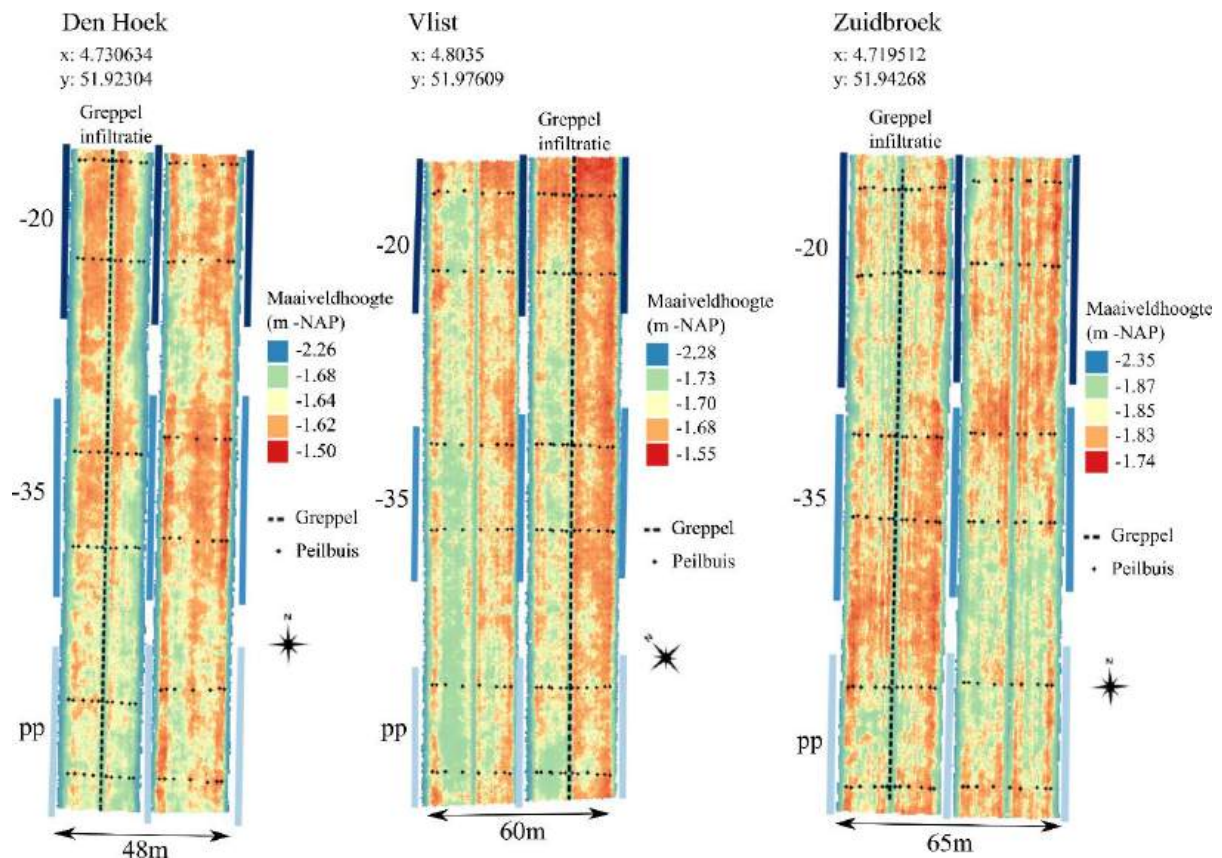 Den Hoek
x: 4.730634
y: 51.92304
Greppel
infiltratie
-20
-35
pp
48m
Maaiveldhoogte
(m -NAP)
-2.26
-1.68
-1.64
-1.62
-1.50
Greppel
Peilbuis
N
Vlist
x: 4.8035
y: 51.97609
Greppel
infiltratie
-20
-35
pp
60m
Maaiveldhoogte
(m -NAP)
-2.28
-1.73
-1.70
-1.68
-1.55
Greppel
Peilbuis
N
Zuidbroek
x: 4.719512
y: 51.94268
Greppel
infiltratie
-20
-35
pp
65m
Maaiveldhoogte
(m -NAP)
-2.35
-1.87
-1.85
-1.83
-1.74
Greppel
Peilbuis
N